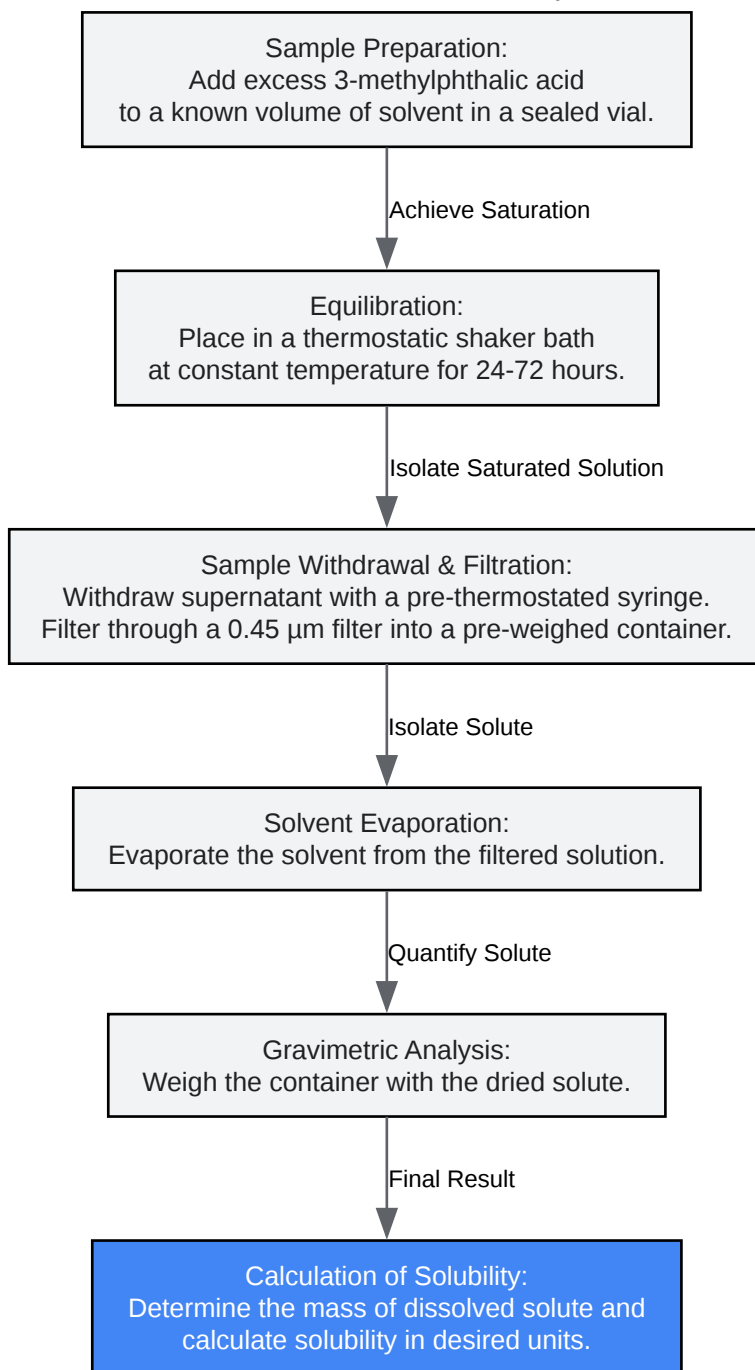 Sample Preparation:
Add excess 3-methylphthalic acid
to a known volume of solvent in a sealed vial.
Achieve Saturation
Equilibration:
Place in a thermostatic shaker bath
at constant temperature for 24-72 hours.
Isolate Saturated Solution
Sample Withdrawal & Filtration:
Withdraw supernatant with a pre-thermostated syringe.
Filter through a 0.45 µm filter into a pre-weighed container.
Isolate Solute
Solvent Evaporation:
Evaporate the solvent from the filtered solution.
Quantify Solute
Gravimetric Analysis:
Weigh the container with the dried solute.
Final Result
Calculation of Solubility:
Determine the mass of dissolved solute and
calculate solubility in desired units.